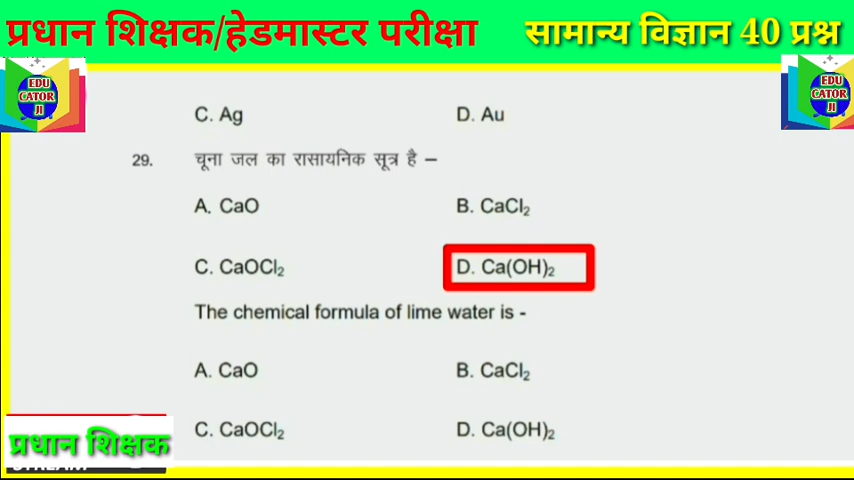 प्रधान शिक्षक/हेडमास्टर परीक्षा सामान्य विज्ञान 40 प्रश्न
EDU
CATOR
JI
EDU
CATOR
JI
C. Ag D. Au
29. चूना जल का रासायनिक सूत्र है –
A. CaO B. CaCl₂
C. CaOCl₂ D. Ca(OH)₂
The chemical formula of lime water is -
A. CaO B. CaCl₂
C. CaOCl₂ D. Ca(OH)₂
प्रधान शिक्षक